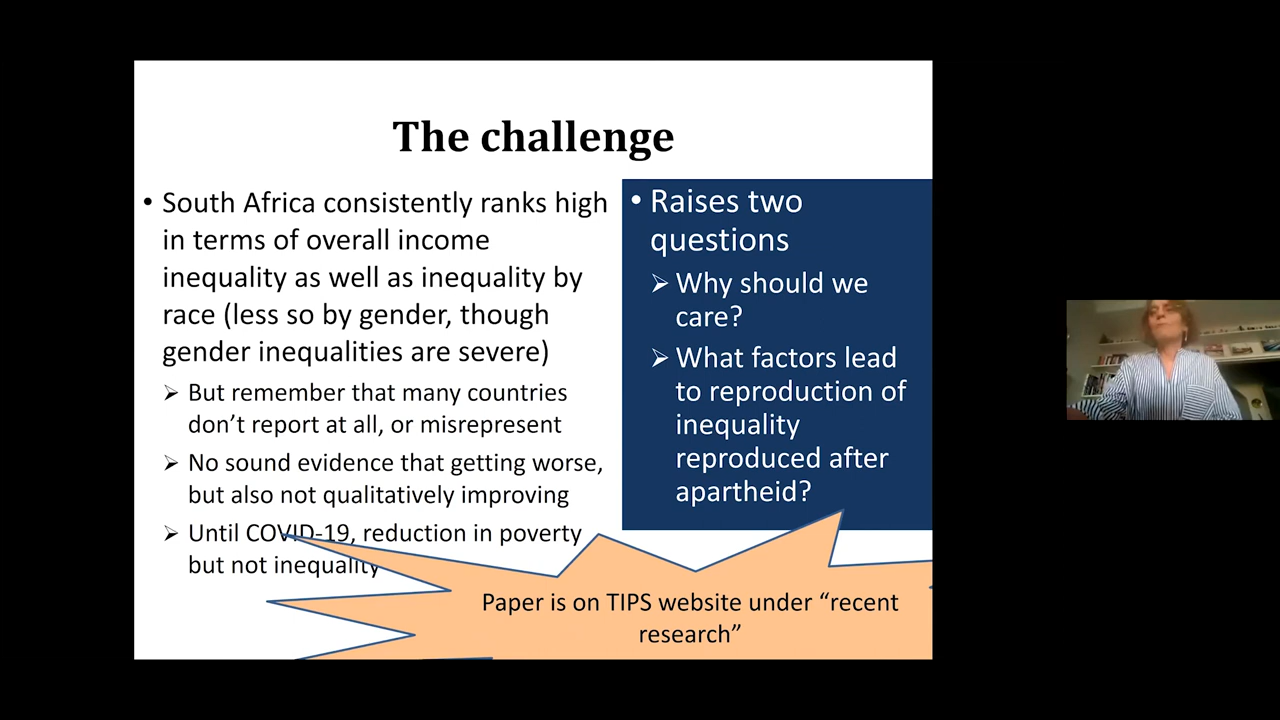 The challenge
• South Africa consistently ranks high
in terms of overall income
inequality as well as inequality by
race (less so by gender, though
gender inequalities are severe)
➢ But remember that many countries
don’t report at all, or misrepresent
➢ No sound evidence that getting worse,
but also not qualitatively improving
➢ Until COVID-19, reduction in poverty
but not inequality
• Raises two
questions
➢ Why should we
care?
➢ What factors lead
to reproduction of
inequality
reproduced after
apartheid?
Paper is on TIPS website under “recent
research”